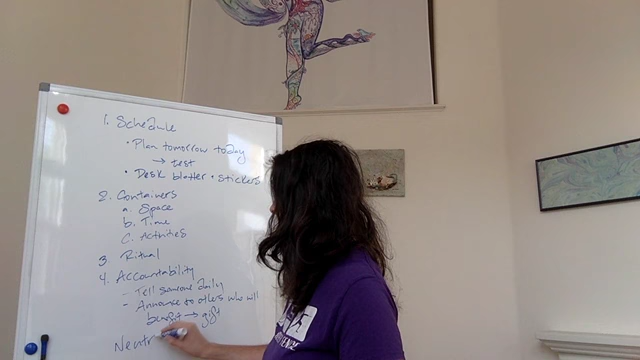 1. Schedule
• Plan tomorrow today
→ test
• Desk blotter • stickers
2. Containers
a. Space
b. Time
c. Activities
3. Ritual
4. Accountability
- Tell someone daily
- Announce to others who will
benefit → gift
Neutr